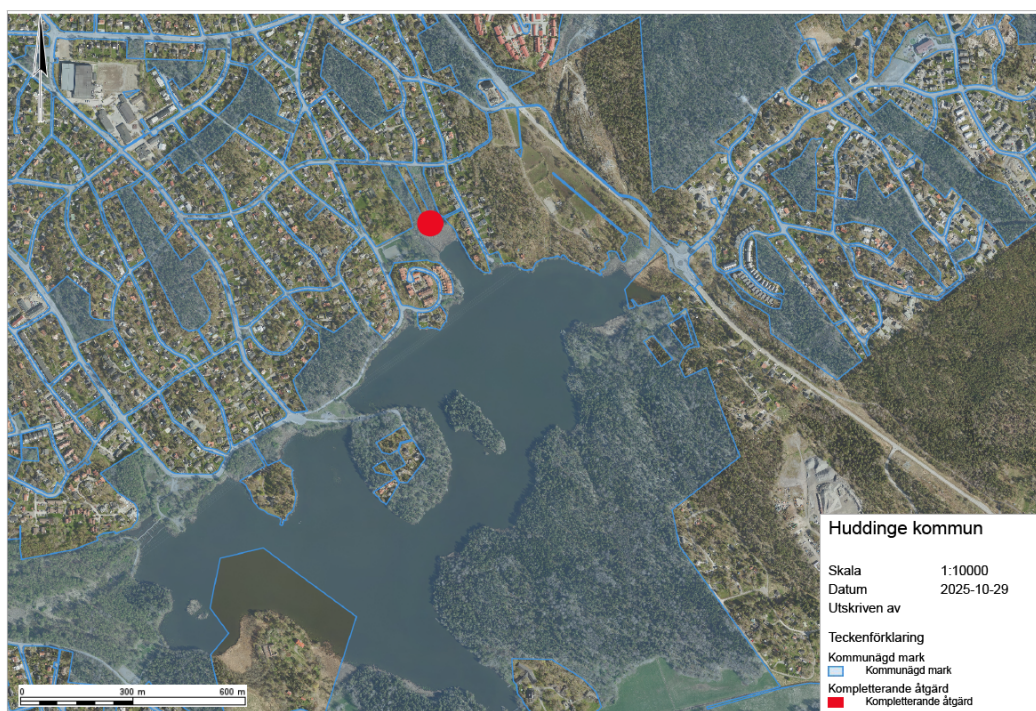 Huddinge kommun
Skala 1:10000
Datum 2025-10-29
Utskriven av
Teckenförklaring
Kommunägd mark
Kommunägd mark
Kompletterande åtgärd
Kompletterande åtgärd
0 300 m 600 m